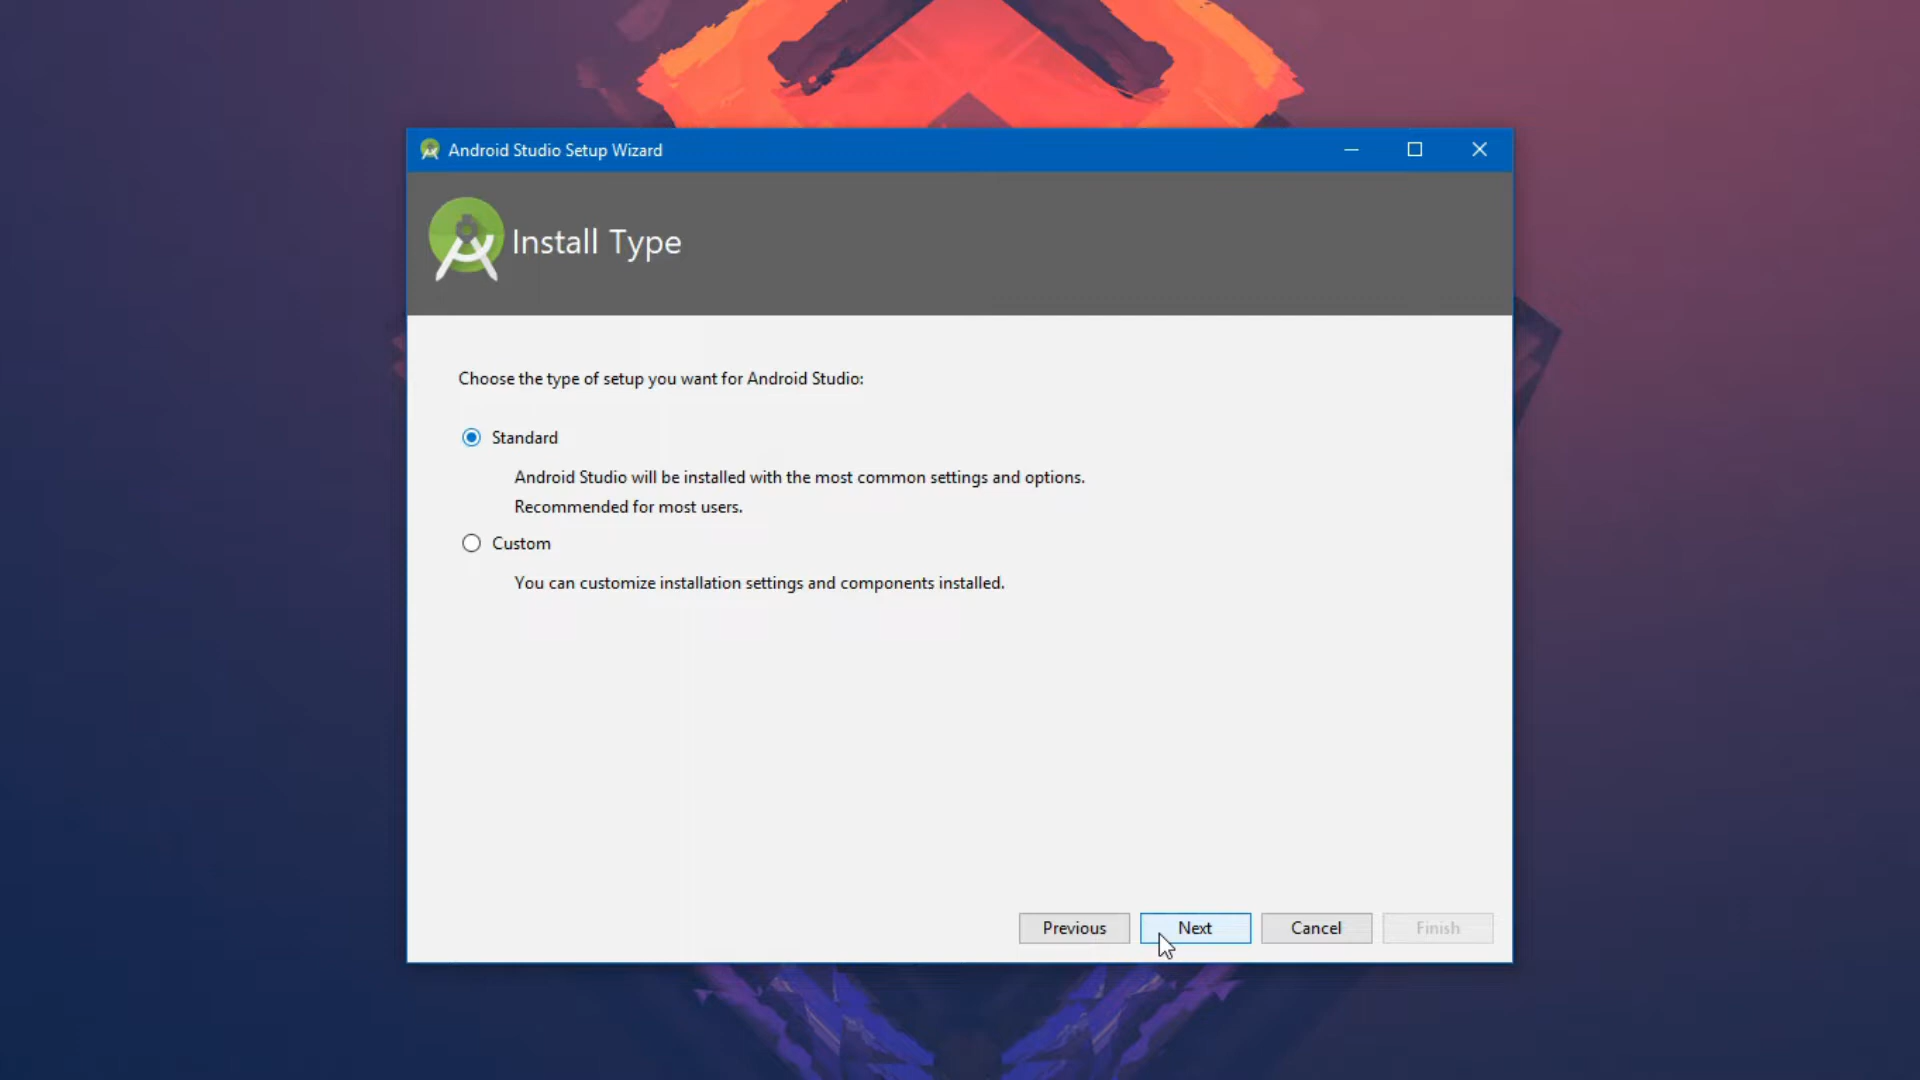 Android Studio Setup Wizard
Install Type
Choose the type of setup you want for Android Studio:
Standard
Android Studio will be installed with the most common settings and options.
Recommended for most users.
Custom
You can customize installation settings and components installed.
Previous Next Cancel Finish